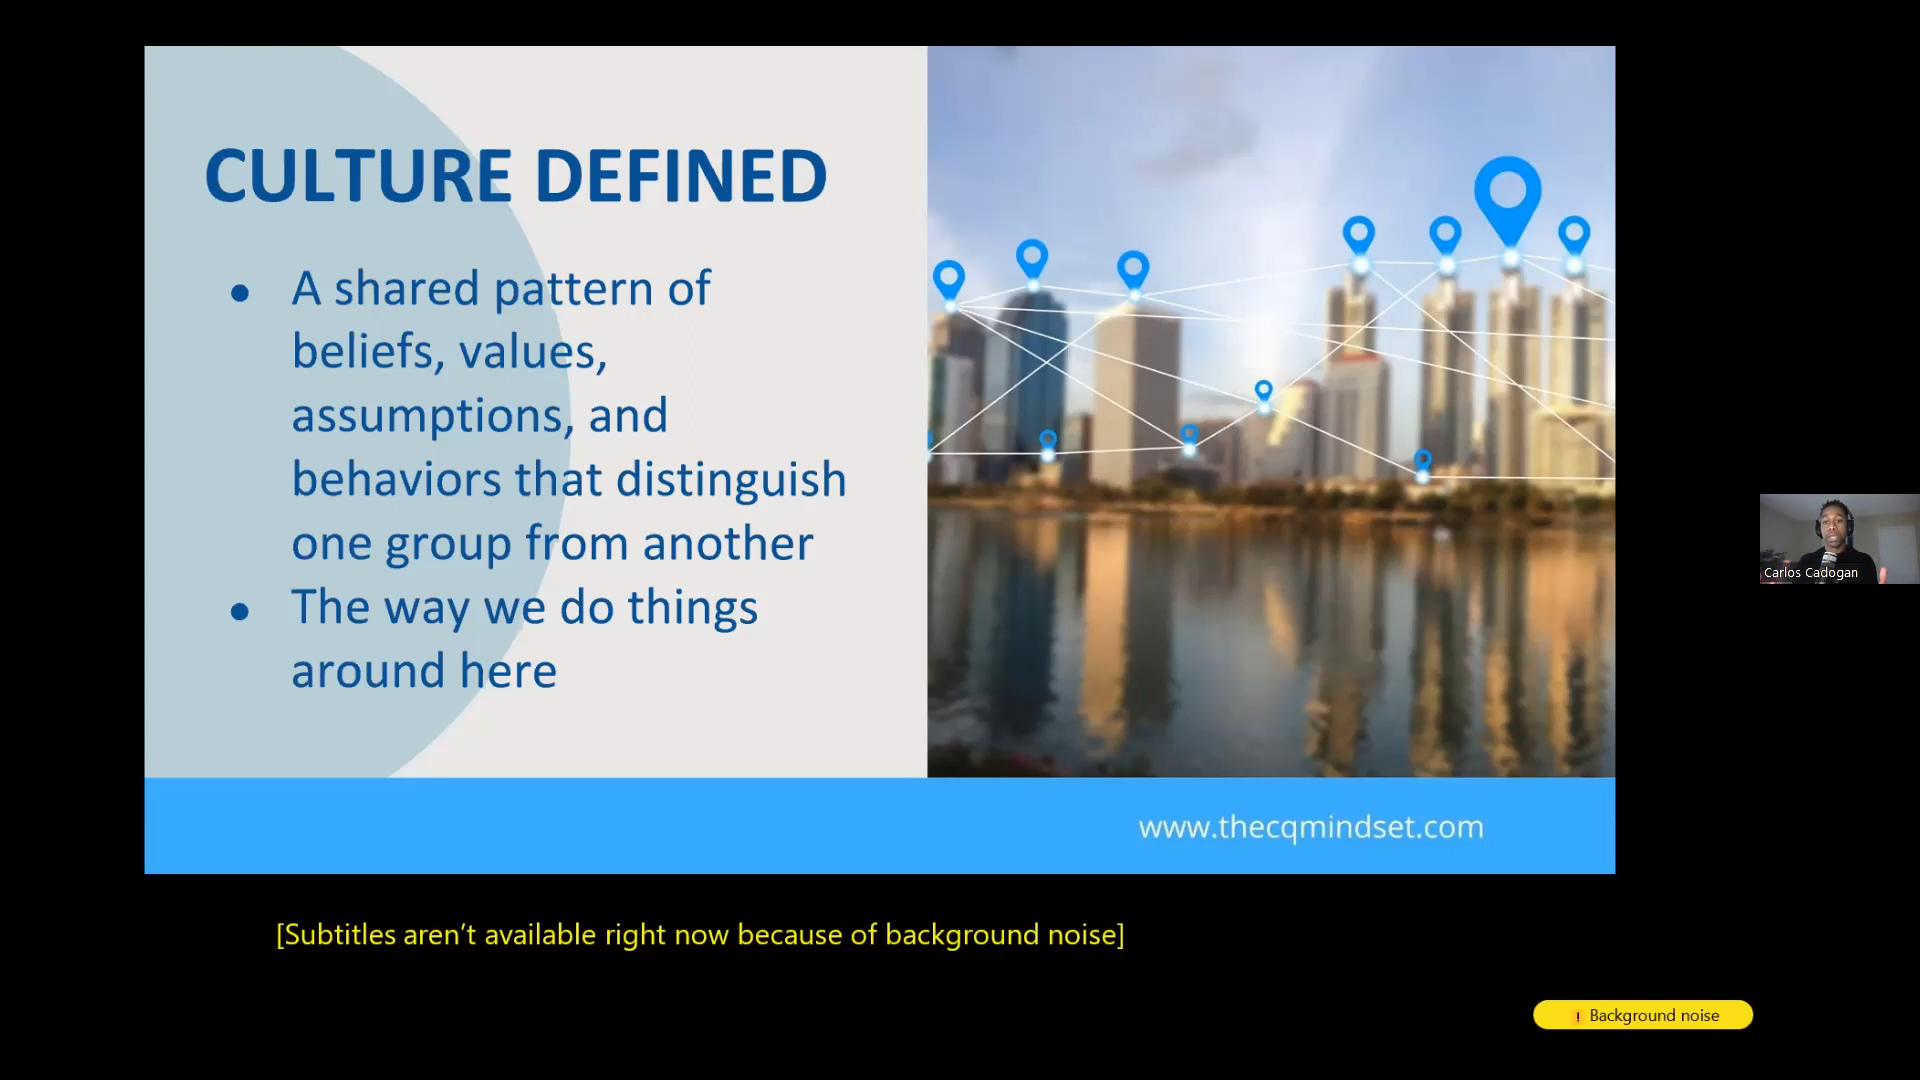 CULTURE DEFINED
● A shared pattern of
beliefs, values,
assumptions, and
behaviors that distinguish
one group from another
● The way we do things
around here
www.thecqmindset.com
Carlos Cadogan
[Subtitles aren’t available right now because of background noise]
! Background noise